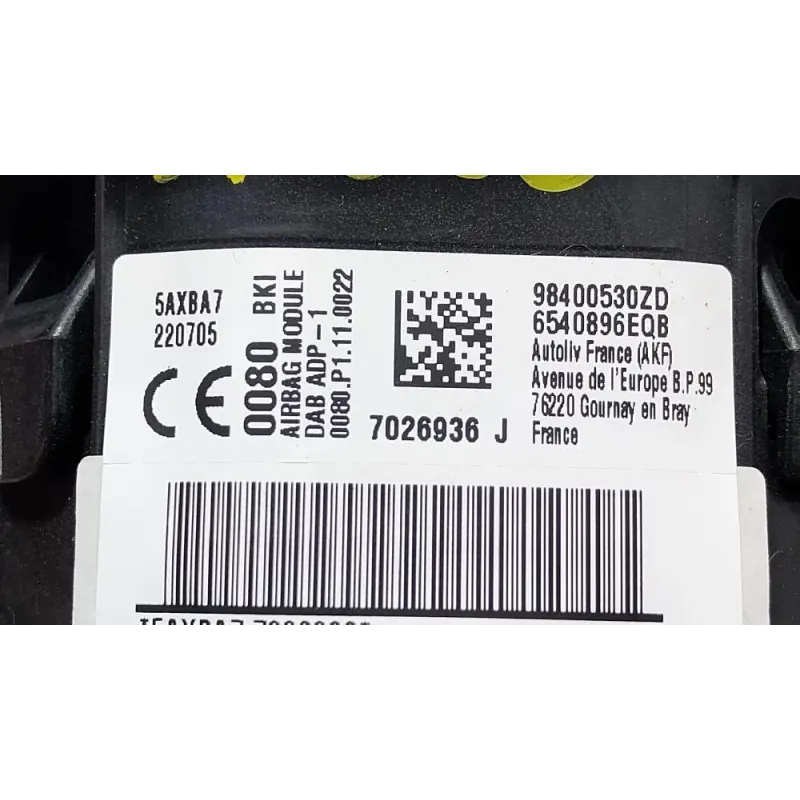 5AXBA7
220705
CE
0080 BKI
AIRBAG MODULE
DAB ADP-1
0080.P1.11.0022
7026936 J
98400530ZD
6540896EQB
Autoliv France (AKF)
Avenue de l'Europe B.P.99
76220 Gournay en Bray
France